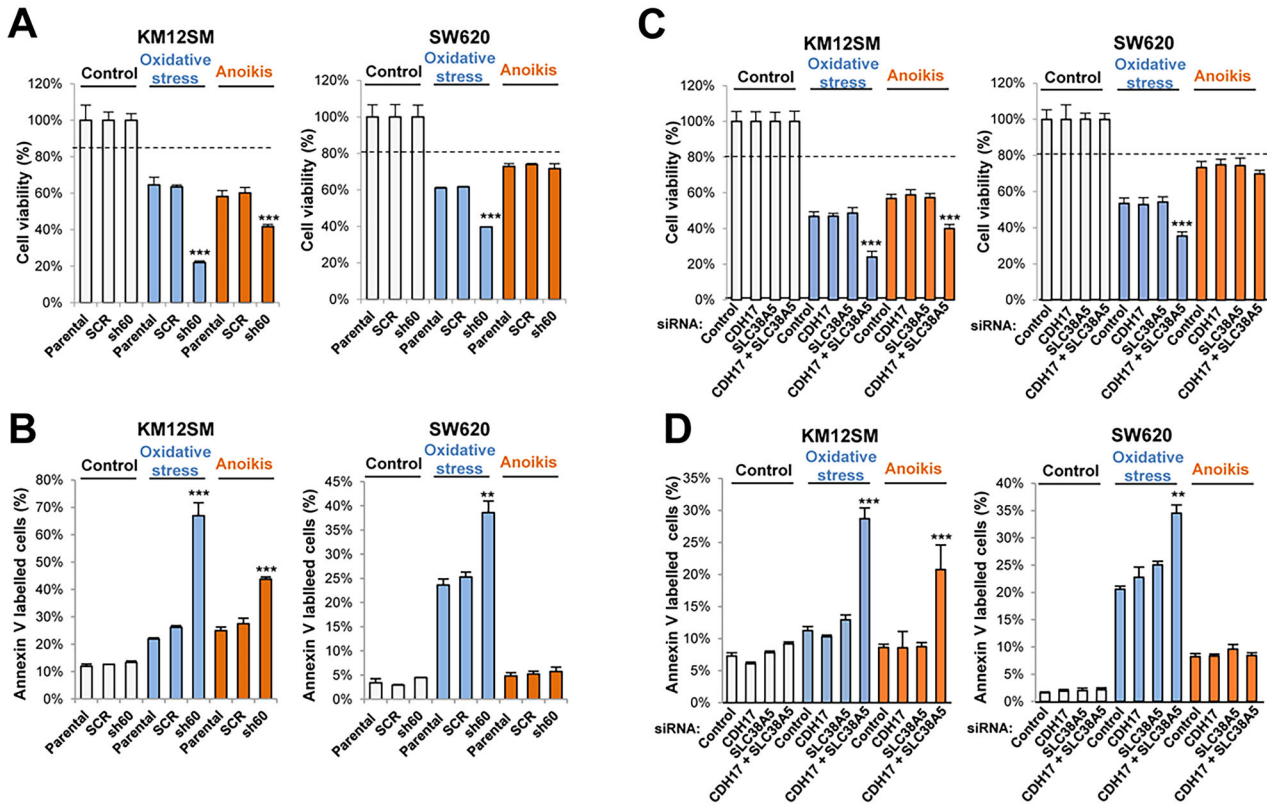 A
KM12SM
Control
Oxidative
stress
Anoikis
Cell viability (%)
120%
100%
80%
60%
40%
20%
0%
***
***
Parental
SCR
sh60
Parental
SCR
sh60
Parental
SCR
sh60
SW620
Control
Oxidative
stress
Anoikis
Cell viability (%)
120%
100%
80%
60%
40%
20%
0%
***
Parental
SCR
sh60
Parental
SCR
sh60
Parental
SCR
sh60
C
KM12SM
Control
Oxidative
stress
Anoikis
Cell viability (%)
120%
100%
80%
60%
40%
20%
0%
***
***
siRNA:
Control
CDH17
SLC38A5
CDH17 + SLC38A5
Control
CDH17
SLC38A5
CDH17 + SLC38A5
Control
CDH17
SLC38A5
CDH17 + SLC38A5
SW620
Control
Oxidative
stress
Anoikis
Cell viability (%)
120%
100%
80%
60%
40%
20%
0%
***
siRNA:
Control
CDH17
SLC38A5
CDH17 + SLC38A5
Control
CDH17
SLC38A5
CDH17 + SLC38A5
Control
CDH17
SLC38A5
CDH17 + SLC38A5
B
KM12SM
Control
Oxidative
stress
Anoikis
Annexin V labelled cells (%)
80%
70%
60%
50%
40%
30%
20%
10%
0%
***
***
Parental
SCR
sh60
Parental
SCR
sh60
Parental
SCR
sh60
SW620
Control
Oxidative
stress
Anoikis
Annexin V lablleed cells (%)
45%
40%
35%
30%
25%
20%
15%
10%
5%
0%
**
Parental
SCR
sh60
Parental
SCR
sh60
Parental
SCR
sh60
D
KM12SM
Control
Oxidative
stress
Anoikis
Annexin V labelled cells (%)
35%
30%
25%
20%
15%
10%
5%
0%
***
***
siRNA:
Control
CDH17
SLC38A5
CDH17 + SLC38A5
Control
CDH17
SLC38A5
CDH17 + SLC38A5
Control
CDH17
SLC38A5
CDH17 + SLC38A5
SW620
Control
Oxidative
stress
Anoikis
Annexin V labelled cells (%)
40%
35%
30%
25%
20%
15%
10%
5%
0%
**
siRNA:
Control
CDH17
SLC38A5
CDH17 + SLC38A5
Control
CDH17
SLC38A5
CDH17 + SLC38A5
Control
CDH17
SLC38A5
CDH17 + SLC38A5